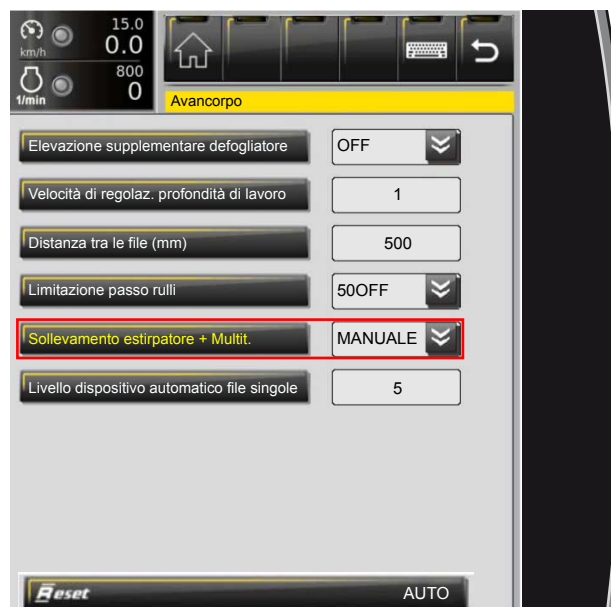 15.0
km/h 0.0
800
1/min 0
Avancorpo
Elevazione supplementare defogliatore OFF
Velocità di regolaz. profondità di lavoro 1
Distanza tra le file (mm) 500
Limitazione passo rulli 50OFF
Sollevamento estirpatore + Multit. MANUALE
Livello dispositivo automatico file singole 5
Reset AUTO